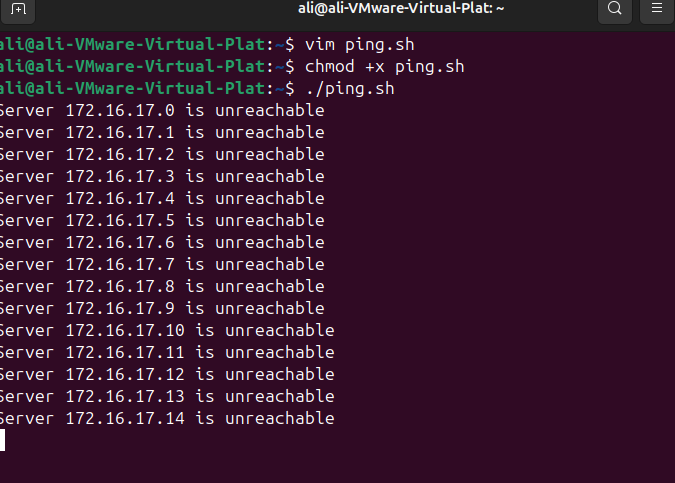 ali@ali-VMware-Virtual-Plat: ~
ali@ali-VMware-Virtual-Plat:~$ vim ping.sh
ali@ali-VMware-Virtual-Plat:~$ chmod +x ping.sh
ali@ali-VMware-Virtual-Plat:~$ ./ping.sh
Server 172.16.17.0 is unreachable
Server 172.16.17.1 is unreachable
Server 172.16.17.2 is unreachable
Server 172.16.17.3 is unreachable
Server 172.16.17.4 is unreachable
Server 172.16.17.5 is unreachable
Server 172.16.17.6 is unreachable
Server 172.16.17.7 is unreachable
Server 172.16.17.8 is unreachable
Server 172.16.17.9 is unreachable
Server 172.16.17.10 is unreachable
Server 172.16.17.11 is unreachable
Server 172.16.17.12 is unreachable
Server 172.16.17.13 is unreachable
Server 172.16.17.14 is unreachable